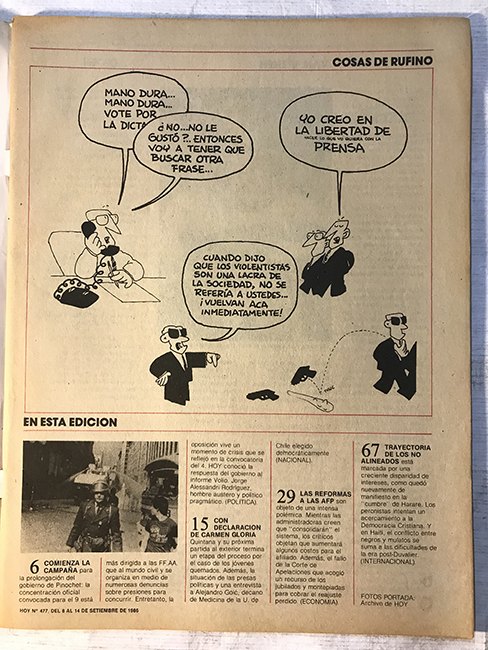 COSAS DE RUFINO
MANO DURA...
MANO DURA...
VOTE POR
LA DICT
¿NO...NO LE
GUSTÓ?.. ENTONCES
VOY A TENER QUE
BUSCAR OTRA
FRASE...
YO CREO EN
LA LIBERTAD DE
HACER LO QUE YO QUIERA CON LA
PRENSA
CUANDO DIJO
QUE LOS VIOLENTISTAS
SON UNA LACRA DE
LA SOCIEDAD, NO SE
REFERÍA A USTEDES...
¡VUELVAN ACA
INMEDIATAMENTE!
EN ESTA EDICION
6 COMIENZA LA
CAMPAÑA para
la prolongación del
gobierno de Pinochet; la
concentración oficial
convocada para el 9 está
más dirigida a las FF.AA.
que al mundo civil y se
organiza en medio de
numerosas denuncias
sobre presiones para
concurrir. Entretanto, la
oposición vive un
momento de crisis que se
reflejó en la convocatoria
del 4. HOY conoció la
respuesta del gobierno al
informe Volio. Jorge
Alessandri Rodríguez,
hombre austero y político
pragmático. (POLITICA).
15 CON
DECLARACION
DE CARMEN GLORIA
Quintana y su próxima
partida al exterior termina
un etapa del proceso por
el caso de los jóvenes
quemados. Además, la
situación de las presas
políticas y una entrevista
a Alejandro Goic, decano
de Medicina de la U. de
Chile elegido
democráticamente
(NACIONAL).
29 LAS REFORMAS
A LAS AFP son
objeto de una intensa
polémica. Mientras las
administradoras creen
que "consolidarán" el
sistema, los críticos
opinan que aumentará
algunos costos para el
afiliado. Además, el fallo
de la Corte de
Apelaciones que acogió
un recurso de los
jubilados y montepiadas
para cobrar el reajuste
perdido. (ECONOMIA).
67 TRAYECTORIA
DE LOS NO
ALINEADOS está
marcada por una
creciente disparidad de
intereses, como quedó
nuevamente de
manifiesto en la
"cumbre" de Harare. Los
peronistas intentan un
acercamiento a la
Democracia Cristiana. Y
en Haití, el conflicto entre
negros y mulatos se
suma a las dificultades de
la era post-Duvalier.
(INTERNACIONAL).
FOTOS PORTADA:
Archivo de HOY
HOY Nº 477, DEL 8 AL 14 DE SETIEMBRE DE 1986